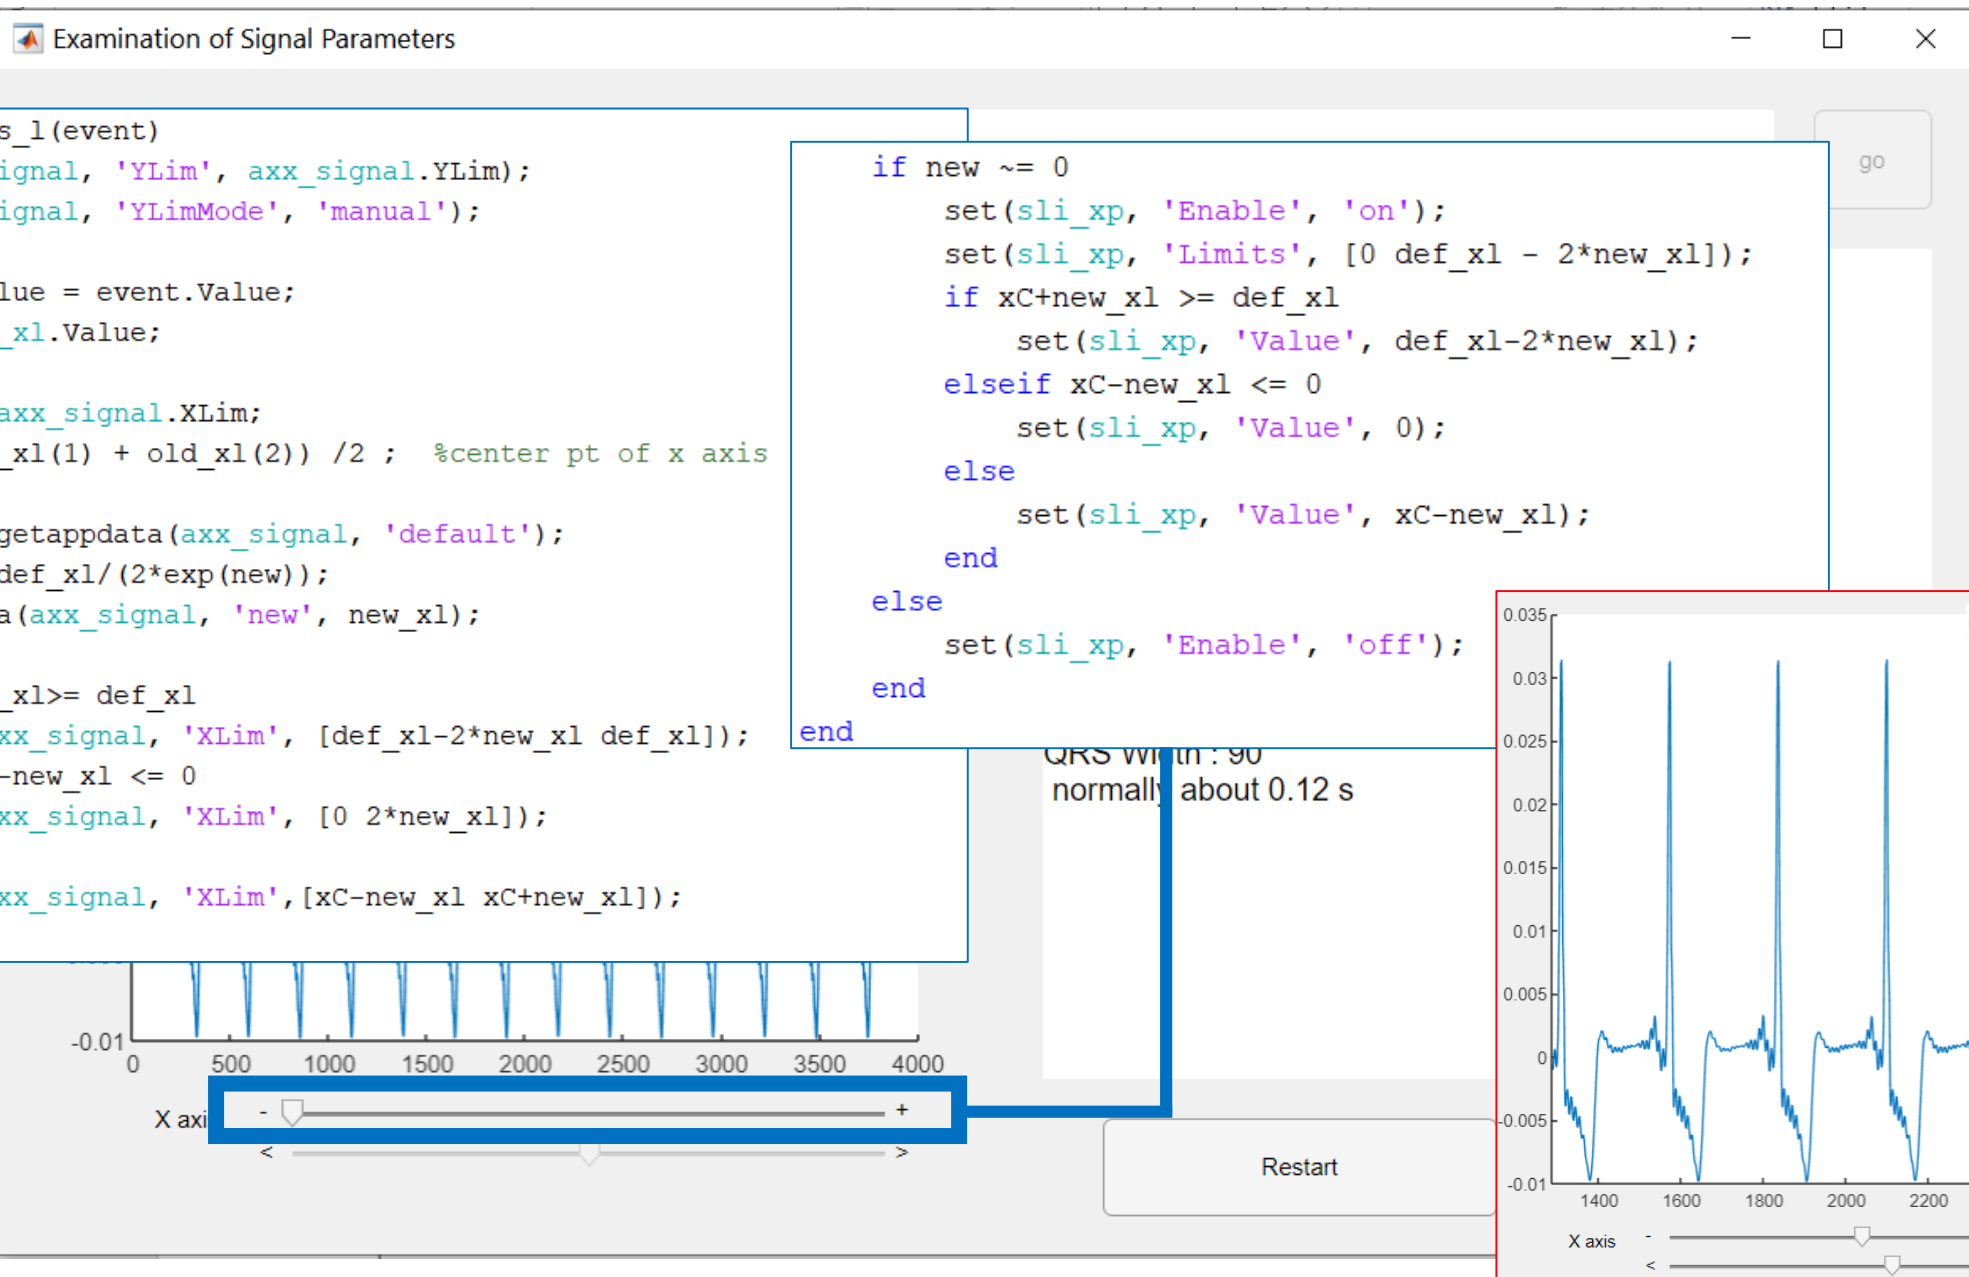 Examination of Signal Parameters
s_l(event)
ignal, 'YLim', axx_signal.YLim);
ignal, 'YLimMode', 'manual');
lue = event.Value;
_xl.Value;
axx_signal.XLim;
_xl(1) + old_xl(2)) /2 ;  %center pt of x axis
getappdata(axx_signal, 'default');
def_xl/(2*exp(new));
a(axx_signal, 'new', new_xl);
_xl>= def_xl
xx_signal, 'XLim', [def_xl-2*new_xl def_xl]);
-new_xl <= 0
xx_signal, 'XLim', [0 2*new_xl]);
xx_signal, 'XLim',[xC-new_xl xC+new_xl]);
if new ~= 0
set(sli_xp, 'Enable', 'on');
set(sli_xp, 'Limits', [0 def_xl - 2*new_xl]);
if xC+new_xl >= def_xl
set(sli_xp, 'Value', def_xl-2*new_xl);
elseif xC-new_xl <= 0
set(sli_xp, 'Value', 0);
else
set(sli_xp, 'Value', xC-new_xl);
end
else
set(sli_xp, 'Enable', 'off');
end
end
go
QRS Width : 90
normally about 0.12 s
-0.01
0 500 1000 1500 2000 2500 3000 3500 4000
X axi
- +
< >
Restart
0.035
0.03
0.025
0.02
0.015
0.01
0.005
0
-0.005
-0.01
1400 1600 1800 2000 2200
X axis -
<